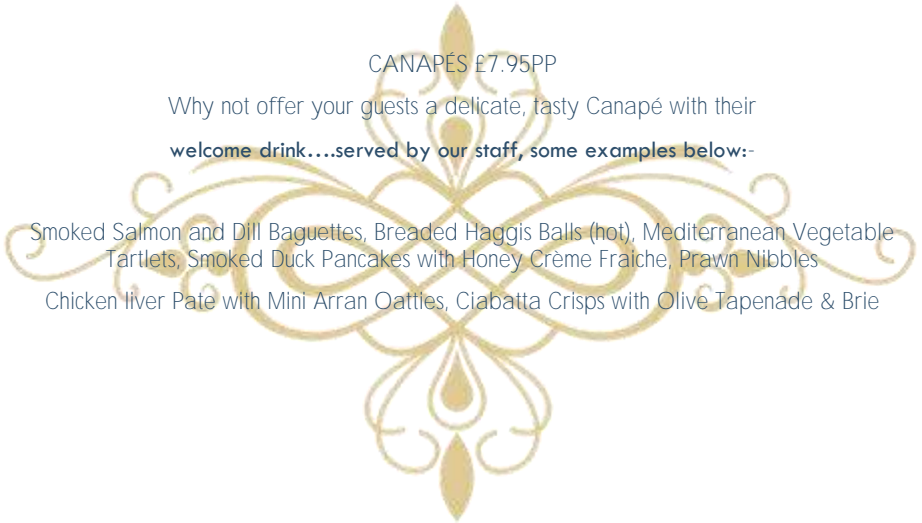 CANAPÉS £7.95PP
Why not offer your guests a delicate, tasty Canapé with their
welcome drink….served by our staff, some examples below:-
Smoked Salmon and Dill Baguettes, Breaded Haggis Balls (hot), Mediterranean Vegetable
Tartlets, Smoked Duck Pancakes with Honey Crème Fraiche, Prawn Nibbles
Chicken liver Pate with Mini Arran Oatties, Ciabatta Crisps with Olive Tapenade & Brie